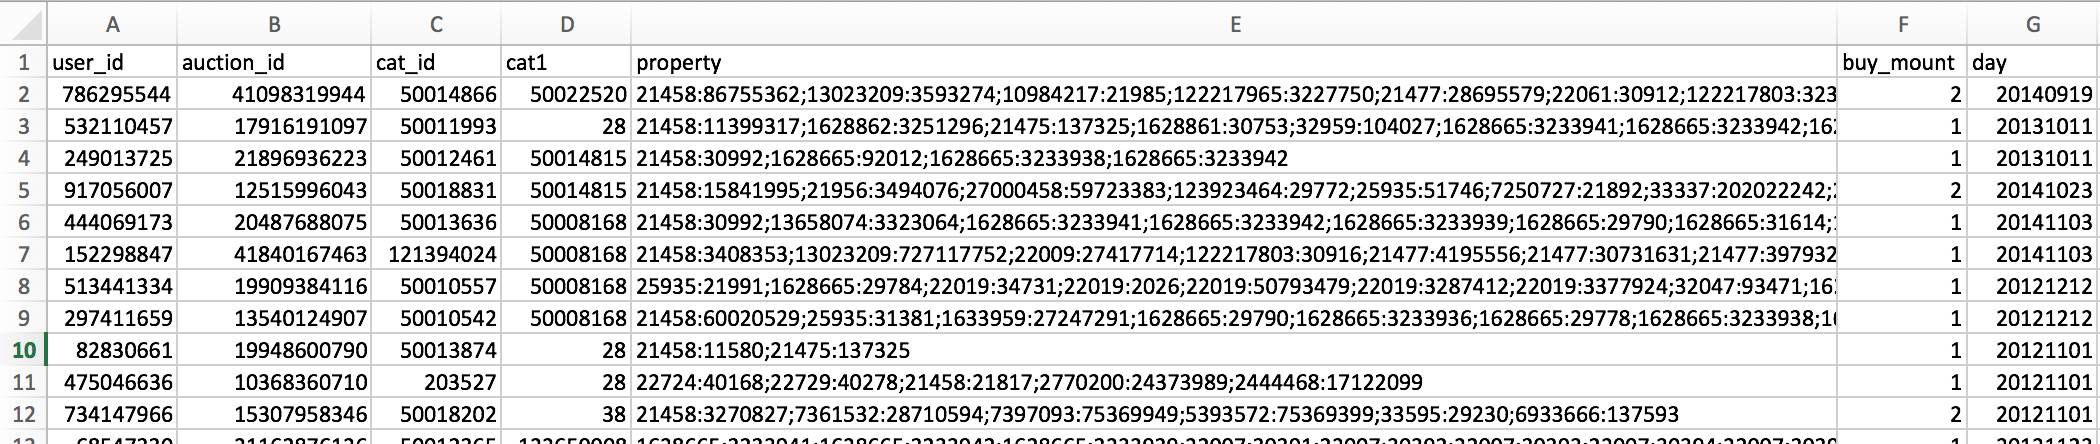 A B C D E F G
1 user_id auction_id cat_id cat1 property buy_mount day
2 786295544 41098319944 50014866 50022520 21458:86755362;13023209:3593274;10984217:21985;122217965:3227750;21477:28695579;22061:30912;122217803:323 2 20140919
3 532110457 17916191097 50011993 28 21458:11399317;1628862:3251296;21475:137325;1628861:30753;32959:104027;1628665:3233941;1628665:3233942;16 1 20131011
4 249013725 21896936223 50012461 50014815 21458:30992;1628665:92012;1628665:3233938;1628665:3233942 1 20131011
5 917056007 12515996043 50018831 50014815 21458:15841995;21956:3494076;27000458:59723383;123923464:29772;25935:51746;7250727:21892;33337:202022242; 2 20141023
6 444069173 20487688075 50013636 50008168 21458:30992;13658074:3323064;1628665:3233941;1628665:3233942;1628665:3233939;1628665:29790;1628665:31614; 1 20141103
7 152298847 41840167463 121394024 50008168 21458:3408353;13023209:727117752;22009:27417714;122217803:30916;21477:4195556;21477:30731631;21477:397932 1 20141103
8 513441334 19909384116 50010557 50008168 25935:21991;1628665:29784;22019:34731;22019:2026;22019:50793479;22019:3287412;22019:3377924;32047:93471;16 1 20121212
9 297411659 13540124907 50010542 50008168 21458:60020529;25935:31381;1633959:27247291;1628665:29790;1628665:3233936;1628665:29778;1628665:3233938;1 1 20121212
10 82830661 19948600790 50013874 28 21458:11580;21475:137325 1 20121101
11 475046636 10368360710 203527 28 22724:40168;22729:40278;21458:21817;2770200:24373989;2444468:17122099 1 20121101
12 734147966 15307958346 50018202 38 21458:3270827;7361532:28710594;7397093:75369949;5393572:75369399;33595:29230;6933666:137593 2 20121101